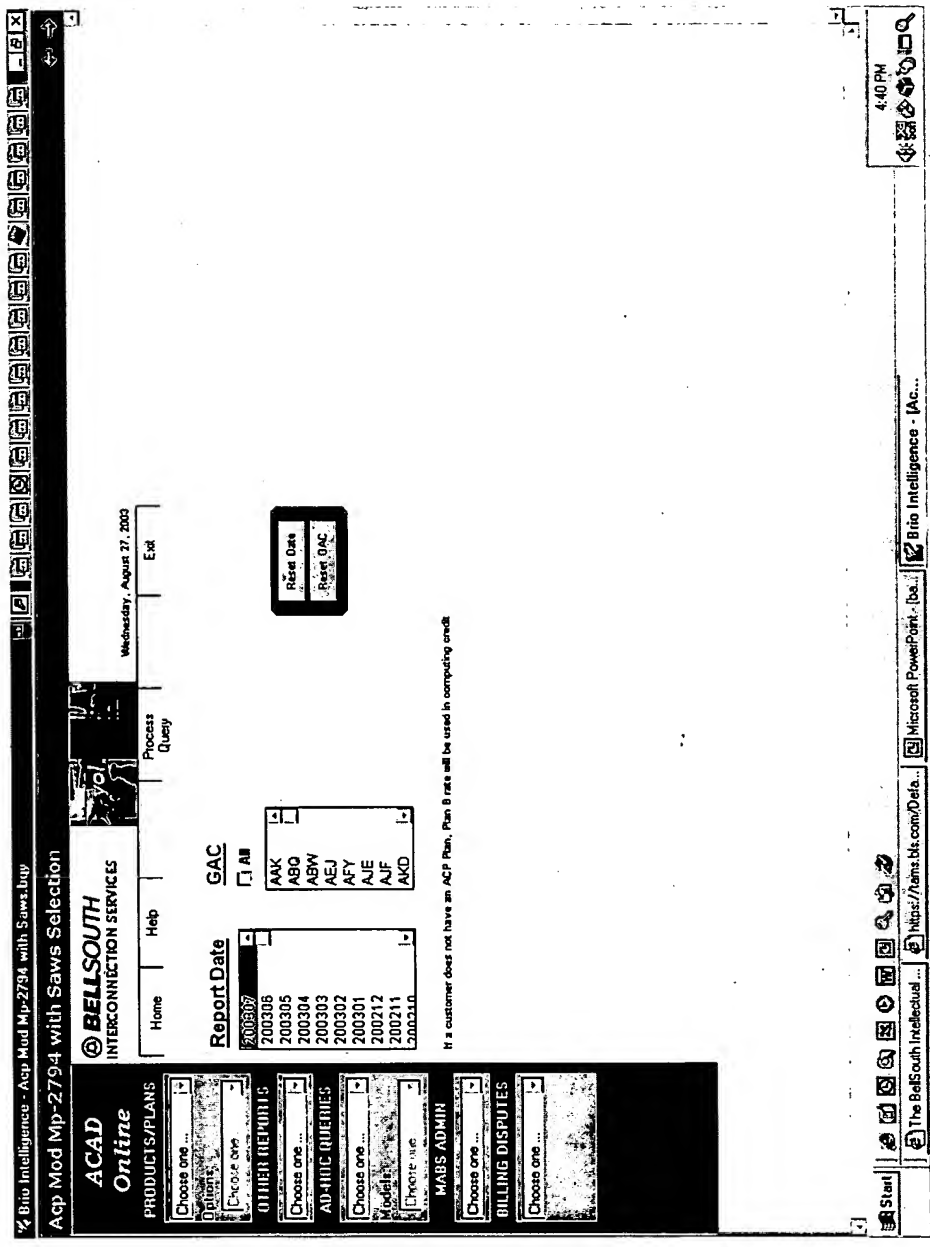 Brio Intelligence - Acp Mod Mp-2794 with Saws.bqy
Acp Mod Mp-2794 with Saws Selection
ACAD
Online
PRODUCTS/PLANS
Choose one ...
Options:
Choose one
OTHER REPORTS
Choose one ...
AD-HOC QUERIES
Choose one ...
Models:
Choose one
MABS ADMIN
Choose one ...
BILLING DISPUTES
Choose one ...
BELLSOUTH
INTERCONNECTION SERVICES
Wednesday, August 27, 2003
Home
Help
Process Query
Exit
Report Date
200307
200306
200305
200304
200303
200302
200301
200212
200211
200210
GAC
All
AAK
ABQ
ABW
AEJ
AFY
AJE
AJF
AKD
Reset Date
Reset GAC
If a customer does not have an ACP Plan, Plan B rate will be used in computing credit
Start
The BellSouth Intellectual ...
https://tams.bls.com/Defa...
Microsoft PowerPoint - [ba...
Brio Intelligence - [Ac...
4:40 PM